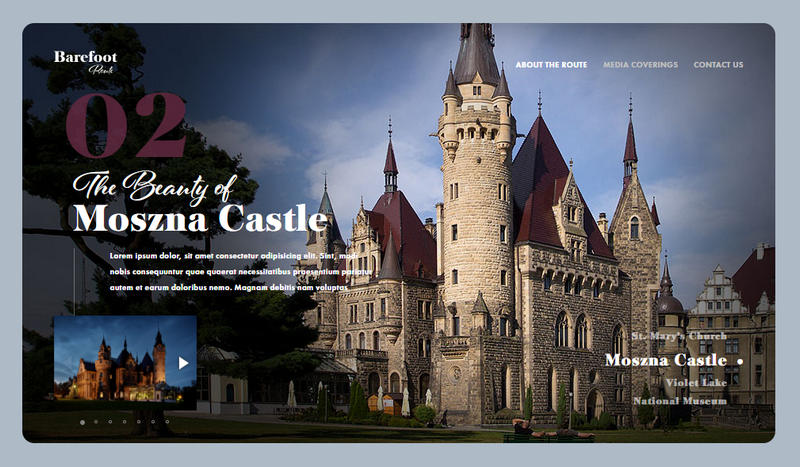 Barefoot
Route
ABOUT THE ROUTE
MEDIA COVERINGS
CONTACT US
02
The Beauty of
Moszna Castle
Lorem ipsum dolor, sit amet consectetur adipisicing elit. Sint, modi
nobis consequuntur quae quaerat necessitatibus praesentium pariatur
autem et earum doloribus nemo. Magnam debitis nam voluptas
St. Mary's Church
Moszna Castle
Violet Lake
National Museum